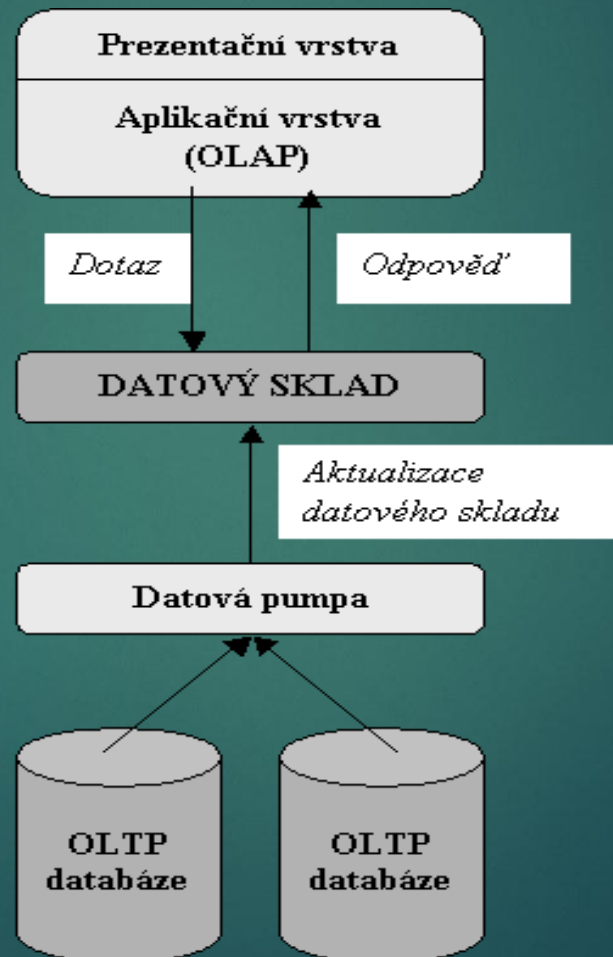 Prezentační vrstva
Aplikační vrstva
(OLAP)
Dotaz
Odpověď
DATOVÝ SKLAD
Aktualizace
datového skladu
Datová pumpa
OLTP
databáze
OLTP
databáze